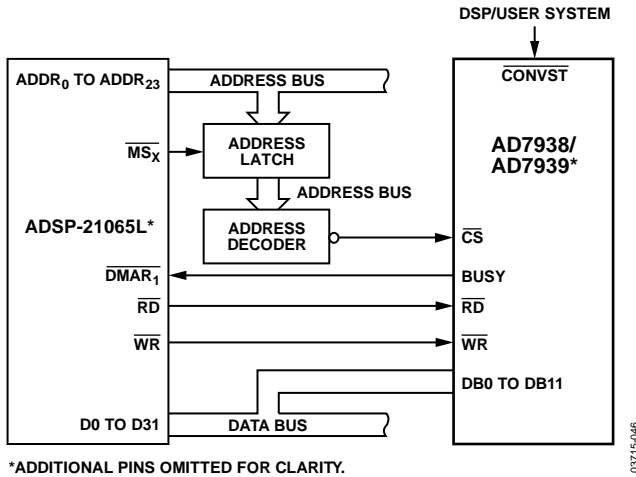 DSP/USER SYSTEM
ADDR0 TO ADDR23
ADDRESS BUS
CONVST
MSX
ADDRESS
LATCH
AD7938/
AD7939*
ADDRESS BUS
ADSP-21065L*
ADDRESS
DECODER
CS
DMAR1
BUSY
RD
RD
WR
WR
DB0 TO DB11
D0 TO D31
DATA BUS
*ADDITIONAL PINS OMITTED FOR CLARITY.
03715-046